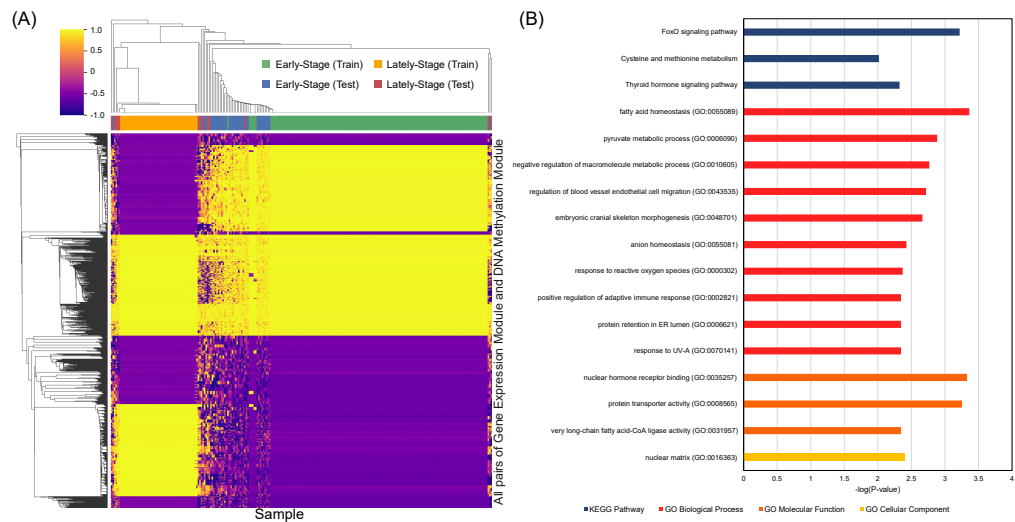 (A)
1.0
0.5
0
-0.5
-1.0
Early-Stage (Train)
Lately-Stage (Train)
Early-Stage (Test)
Lately-Stage (Test)
All pairs of Gene Expression Module and DNA Methylation Module
Sample
(B)
FoxO signaling pathway
Cysteine and methionine metabolism
Thyroid hormone signaling pathway
fatty acid homeostasis (GO:0055089)
pyruvate metabolic process (GO:0006090)
negative regulation of macromolecule metabolic process (GO:0010605)
regulation of blood vessel endothelial cell migration (GO:0043535)
embryonic cranial skeleton morphogenesis (GO:0048701)
anion homeostasis (GO:0055081)
response to reactive oxygen species (GO:0000302)
positive regulation of adaptive immune response (GO:0002821)
protein retention in ER lumen (GO:0006621)
response to UV-A (GO:0070141)
nuclear hormone receptor binding (GO:0035257)
protein transporter activity (GO:0008565)
very long-chain fatty acid-CoA ligase activity (GO:0031957)
nuclear matrix (GO:0016363)
0 0.5 1 1.5 2 2.5 3 3.5 4
-log(P-value)
KEGG Pathway GO Biological Process GO Molecular Function GO Cellular Component